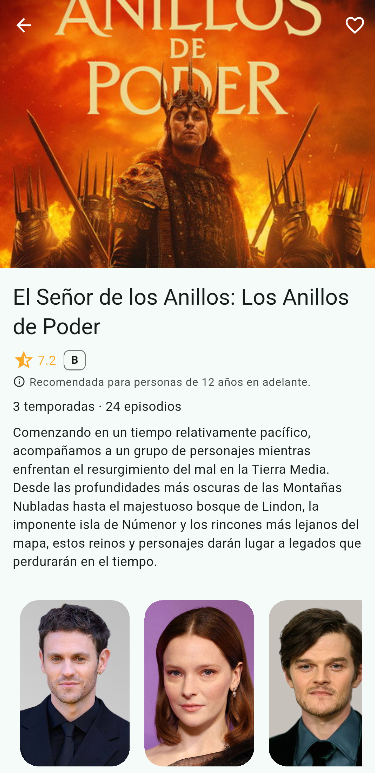 ANILLOS
DE
PODER
El Señor de los Anillos: Los Anillos
de Poder
7.2 B
Recomendada para personas de 12 años en adelante.
3 temporadas · 24 episodios
Comenzando en un tiempo relativamente pacífico,
acompañamos a un grupo de personajes mientras
enfrentan el resurgimiento del mal en la Tierra Media.
Desde las profundidades más oscuras de las Montañas
Nubladas hasta el majestuoso bosque de Lindon, la
imponente isla de Númenor y los rincones más lejanos del
mapa, estos reinos y personajes darán lugar a legados que
perdurarán en el tiempo.